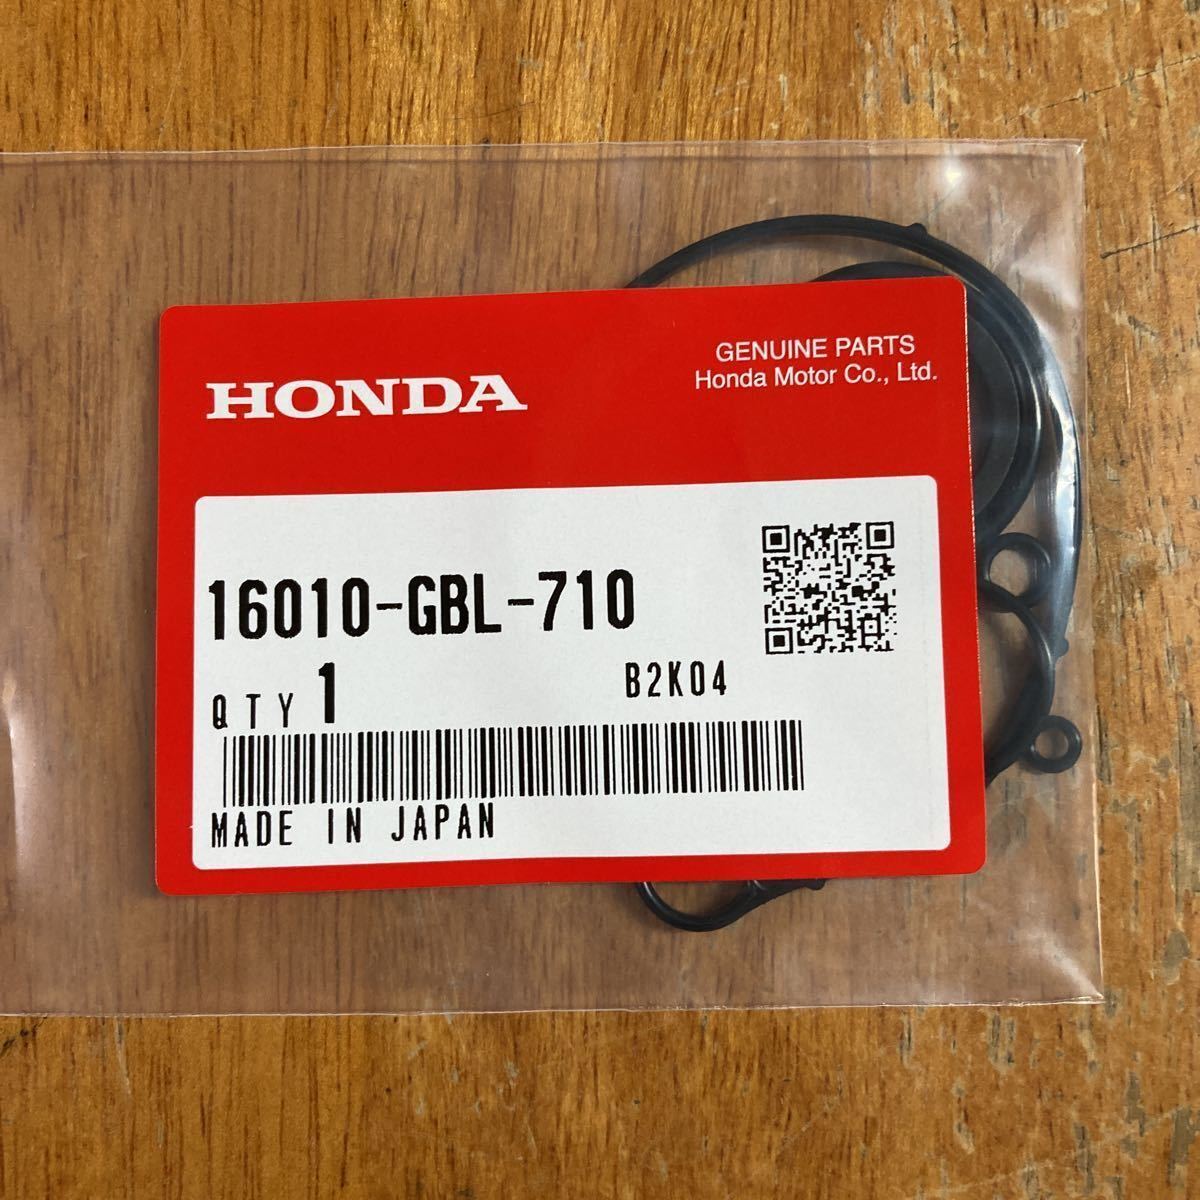 HONDA
GENUINE PARTS
Honda Motor Co., Ltd.
16010-GBL-710
QTY 1
B2K04
MADE IN JAPAN